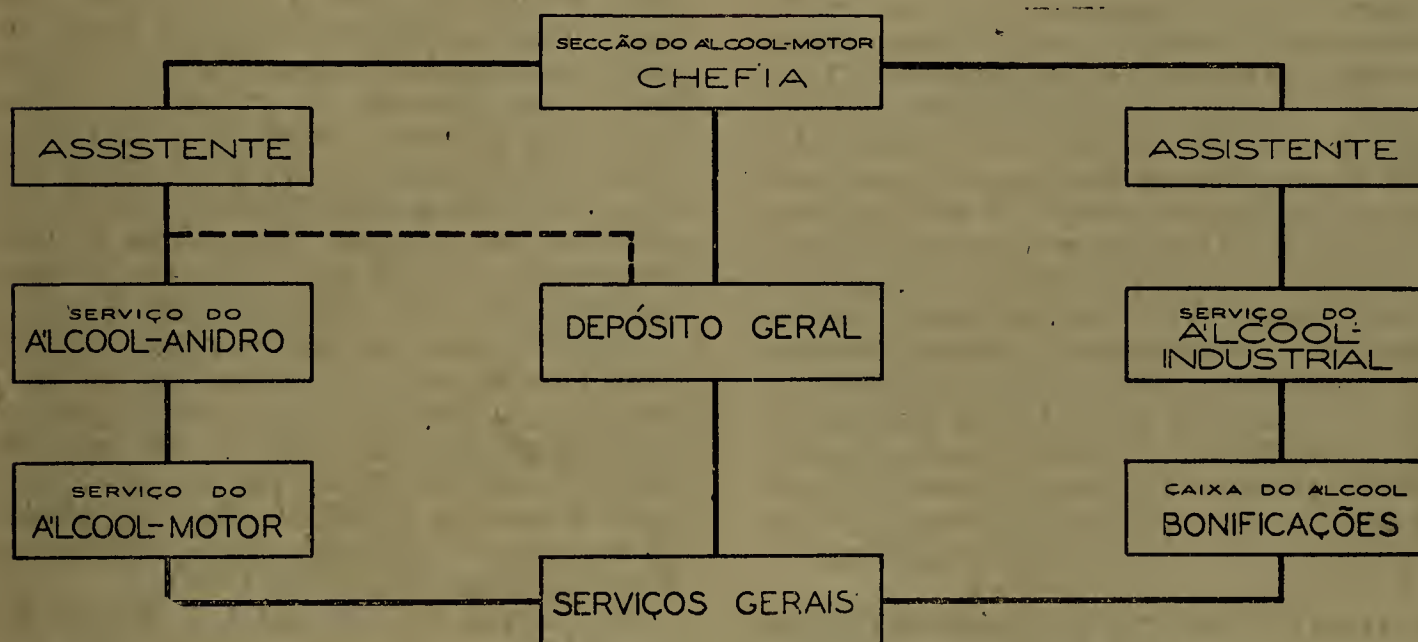 SECÇÃO DO ÁLCOOL-MOTOR
CHEFIA
ASSISTENTE
ASSISTENTE
SERVIÇO DO
ÁLCOOL-ANIDRO
DEPÓSITO GERAL
SERVIÇO DO
ÁLCOOL-
INDUSTRIAL
SERVIÇO DO
ÁLCOOL-MOTOR
CAIXA DO ÁLCOOL
BONIFICAÇÕES
SERVIÇOS GERAIS